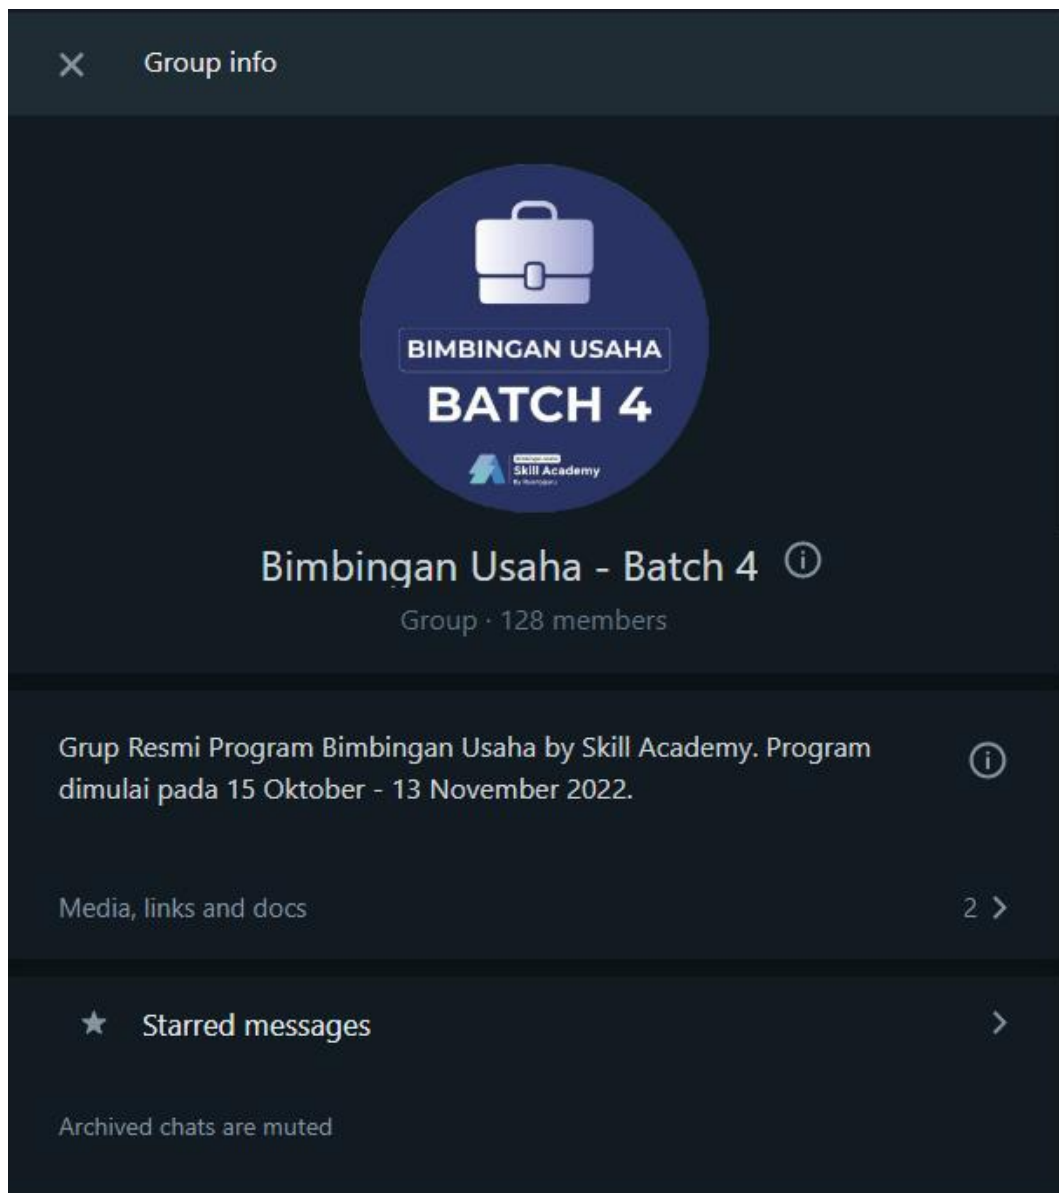 Group info
BIMBINGAN USAHA
BATCH 4
Skill Academy
By Ruangguru
Bimbingan Usaha - Batch 4
Group · 128 members
Grup Resmi Program Bimbingan Usaha by Skill Academy. Program
dimulai pada 15 Oktober - 13 November 2022.
Media, links and docs
2
Starred messages
Archived chats are muted